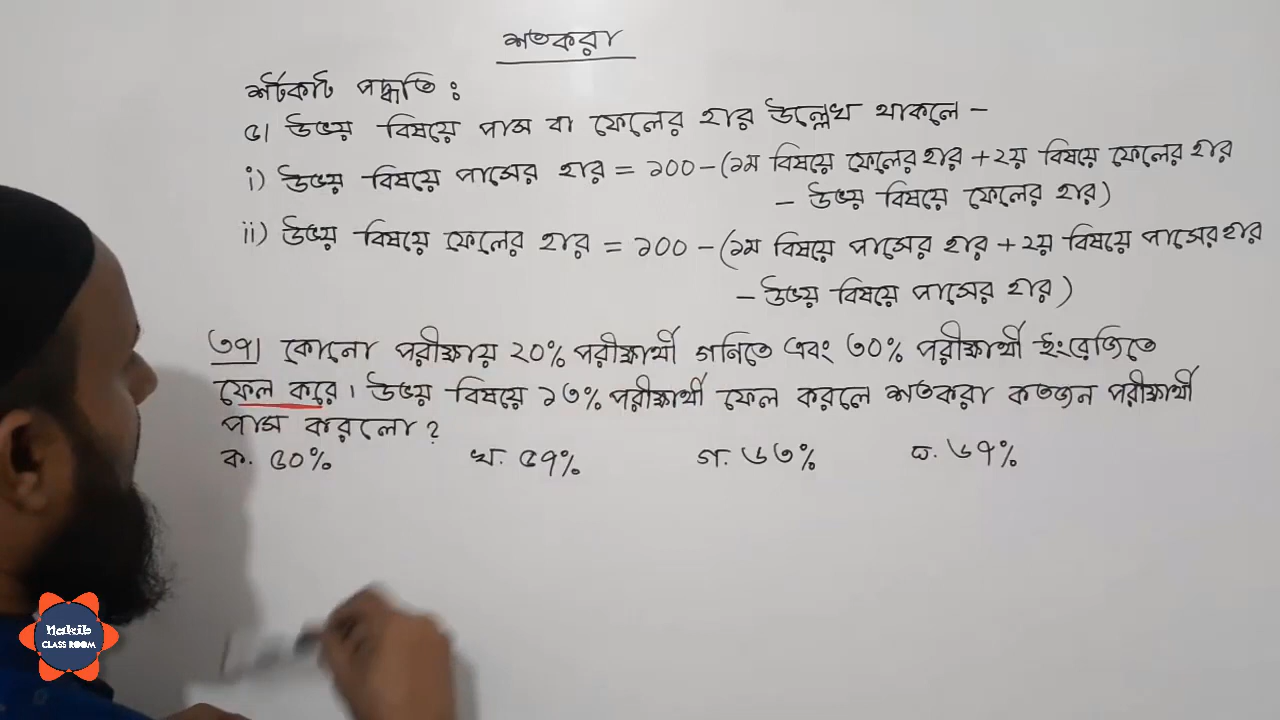 শতকরা
শর্টকাট পদ্ধতি :
৫। উভয় বিষয়ে পাস বা ফেলের হার উল্লেখ থাকলে -
i) উভয় বিষয়ে পাসের হার = ১০০ - (১ম বিষয়ে ফেলের হার + ২য় বিষয়ে ফেলের হার
- উভয় বিষয়ে ফেলের হার)
ii) উভয় বিষয়ে ফেলের হার = ১০০ - (১ম বিষয়ে পাসের হার + ২য় বিষয়ে পাসের হার
- উভয় বিষয়ে পাসের হার)
৩৭। কোনো পরীক্ষায় ২০% পরীক্ষার্থী গনিতে এবং ৩০% পরীক্ষার্থী ইংরেজিতে
ফেল করে। উভয় বিষয়ে ১৩% পরীক্ষার্থী ফেল করলে শতকরা কতজন পরীক্ষার্থী
পাস করলো?
ক. ৫০% খ. ৫৭% গ. ৬৩% ঘ. ৬৭%
Nakib
CLASS ROOM